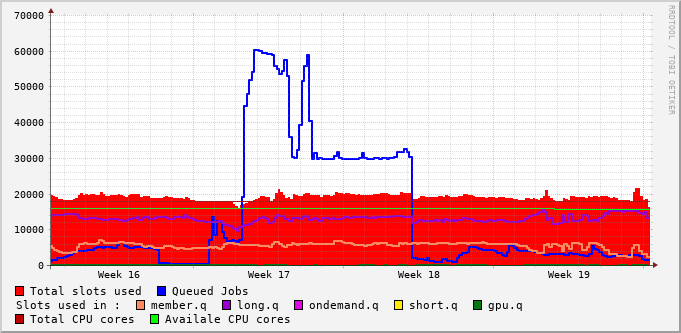 70000
60000
50000
40000
30000
20000
10000
0
Week 16 Week 17 Week 18 Week 19
Total slots used Queued Jobs
Slots used in : member.q long.q ondemand.q short.q gpu.q
Total CPU cores Availale CPU cores
RRDTOOL / TOBI OETIKER